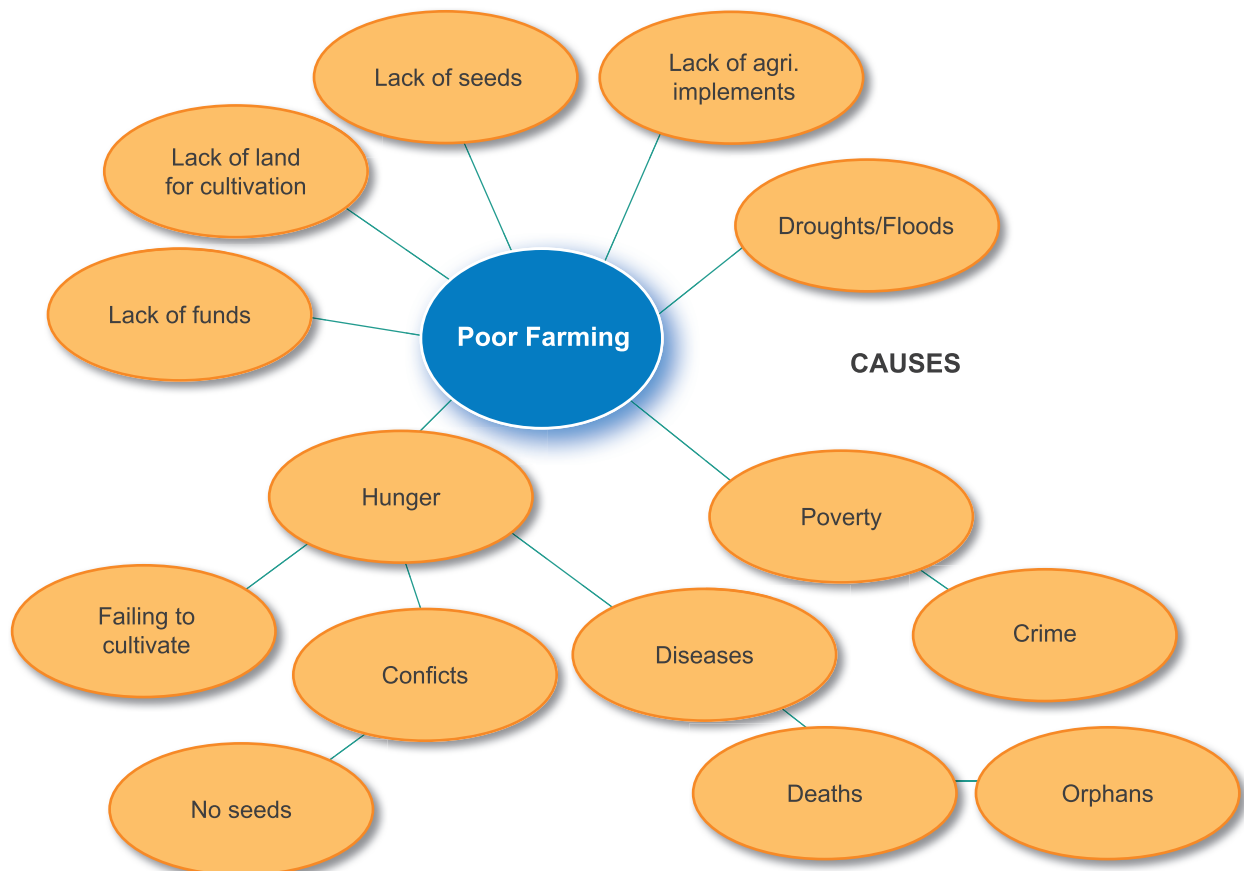 Lack of seeds
Lack of agri.
implements
Lack of land
for cultivation
Droughts/Floods
Lack of funds
Poor Farming
CAUSES
Hunger
Poverty
Failing to
cultivate
Conficts
Diseases
Crime
No seeds
Deaths
Orphans